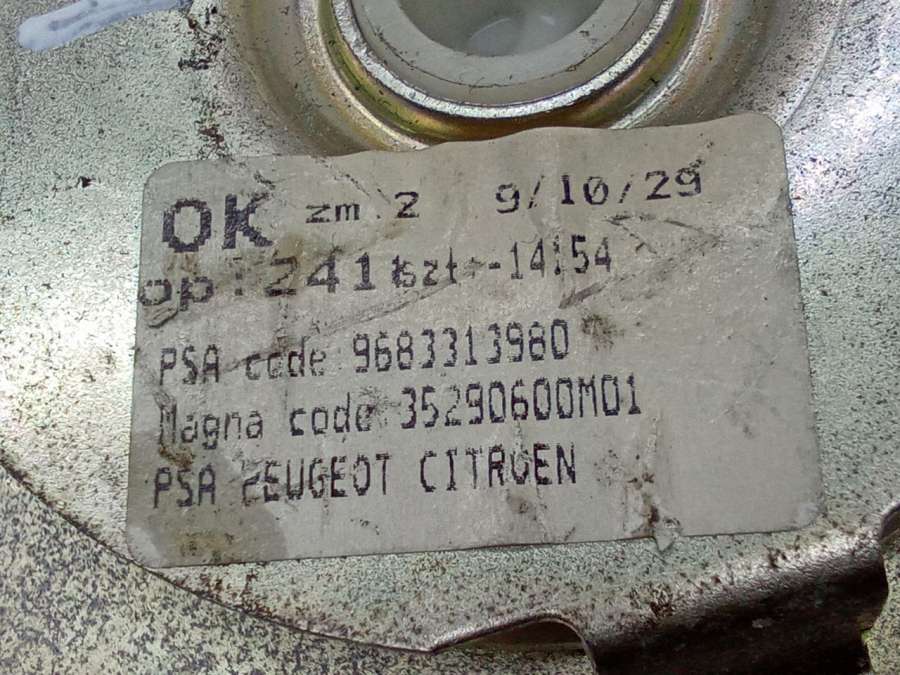 OK zm.2 9/10/29
op:241 szt.-14:54
PSA code 9683313980
Magna code 35290600M01
PSA PEUGEOT CITROEN